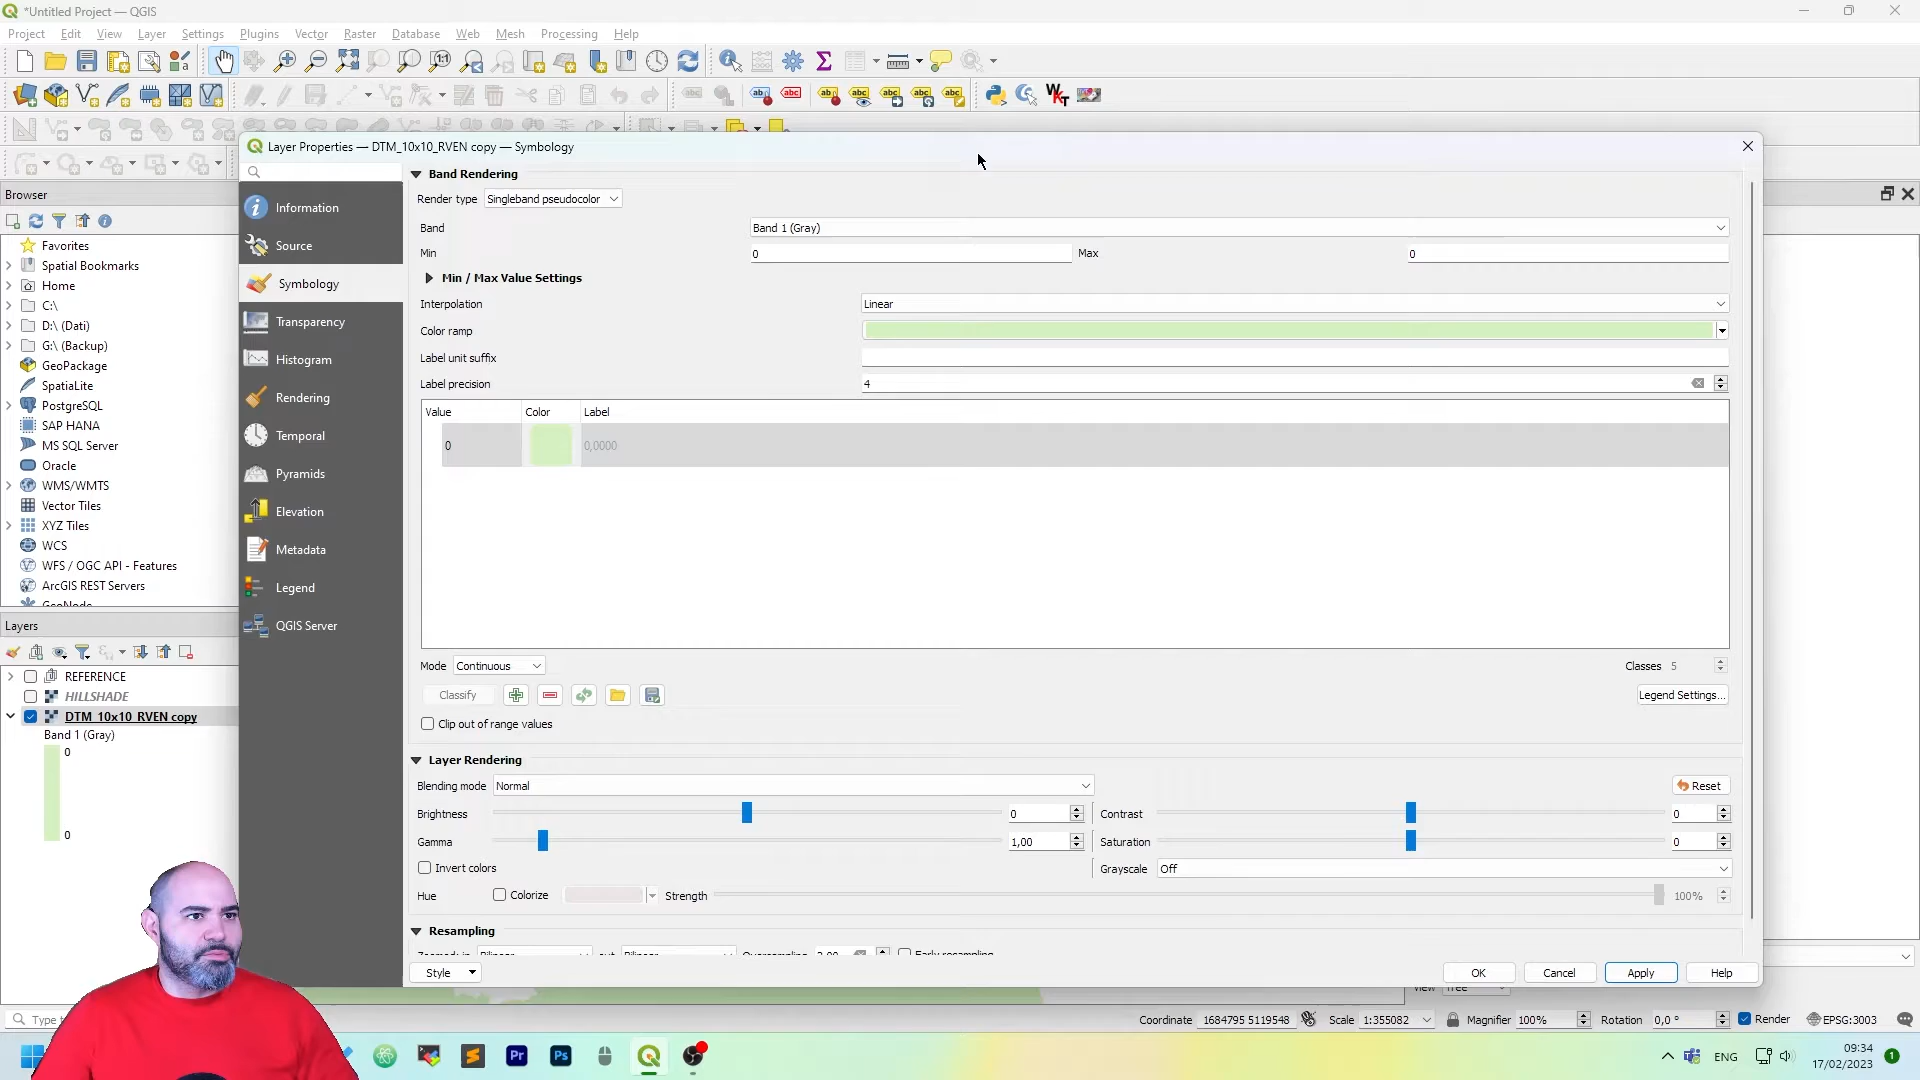 *Untitled Project — QGIS
Project Edit View Layer Settings Plugins Vector Raster Database Web Mesh Processing Help
Layer Properties — DTM_10x10_RVEN copy — Symbology
Browser
Favorites
Spatial Bookmarks
Home
C:\
D:\ (Dati)
G:\ (Backup)
GeoPackage
SpatiaLite
PostgreSQL
SAP HANA
MS SQL Server
Oracle
WMS/WMTS
Vector Tiles
XYZ Tiles
WCS
WFS / OGC API - Features
ArcGIS REST Servers
GeoNode
Layers
REFERENCE
HILLSHADE
DTM_10x10_RVEN copy
Band 1 (Gray)
0
0
Information
Source
Symbology
Transparency
Histogram
Rendering
Temporal
Pyramids
Elevation
Metadata
Legend
QGIS Server
Band Rendering
Render type Singleband pseudocolor
Band Band 1 (Gray)
Min 0 Max 0
Min / Max Value Settings
Interpolation Linear
Color ramp
Label unit suffix
Label precision 4
Value Color Label
0 0,0000
Mode Continuous Classes 5
Classify Legend Settings...
Clip out of range values
Layer Rendering
Blending mode Normal Reset
Brightness 0 Contrast 0
Gamma 1,00 Saturation 0
Invert colors Grayscale Off
Hue Colorize Strength 100%
Resampling
Style OK Cancel Apply Help
Type
Coordinate 1684795 5119548 Scale 1:355082 Magnifier 100% Rotation 0,0 ° Render EPSG:3003
ENG 09:34
17/02/2023 1